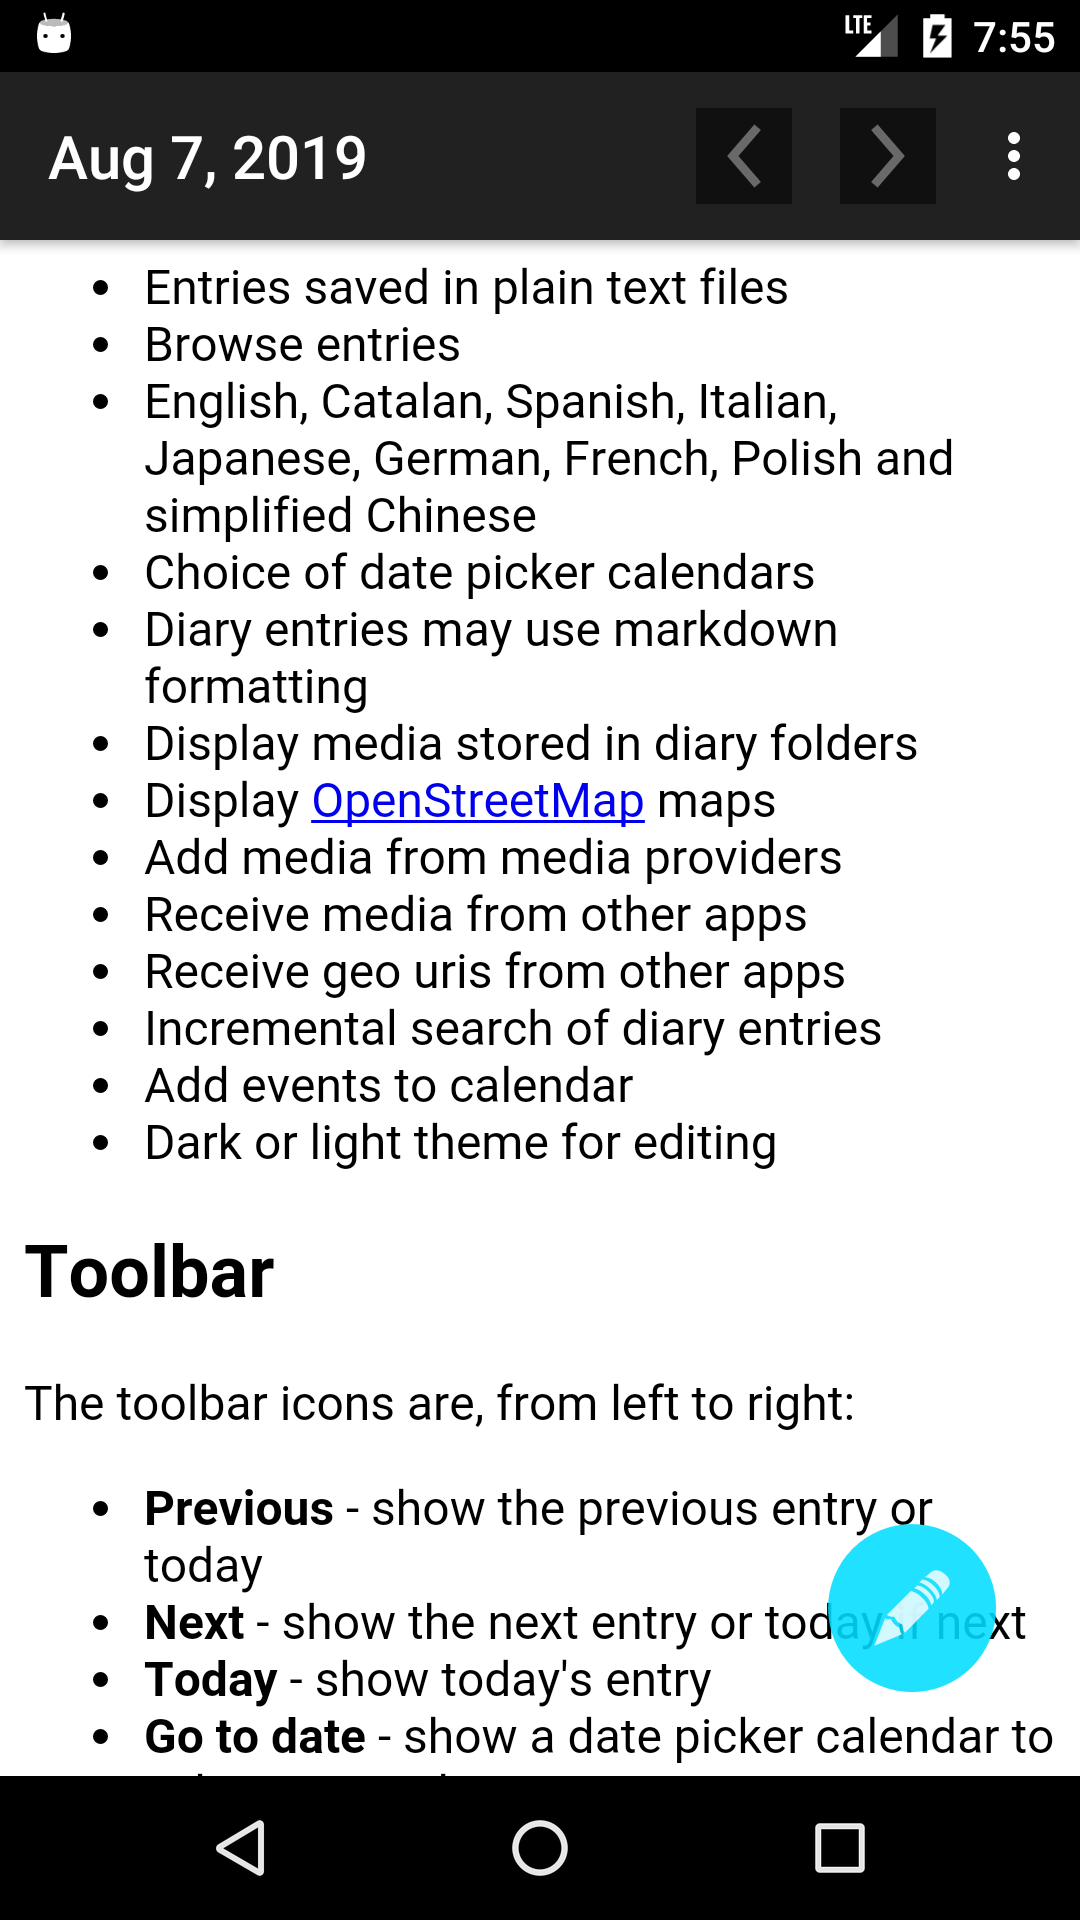 LTE 7:55
Aug 7, 2019
• Entries saved in plain text files
• Browse entries
• English, Catalan, Spanish, Italian,
Japanese, German, French, Polish and
simplified Chinese
• Choice of date picker calendars
• Diary entries may use markdown
formatting
• Display media stored in diary folders
• Display OpenStreetMap maps
• Add media from media providers
• Receive media from other apps
• Receive geo uris from other apps
• Incremental search of diary entries
• Add events to calendar
• Dark or light theme for editing
Toolbar
The toolbar icons are, from left to right:
• Previous - show the previous entry or
today
• Next - show the next entry or today if next
• Today - show today's entry
• Go to date - show a date picker calendar to